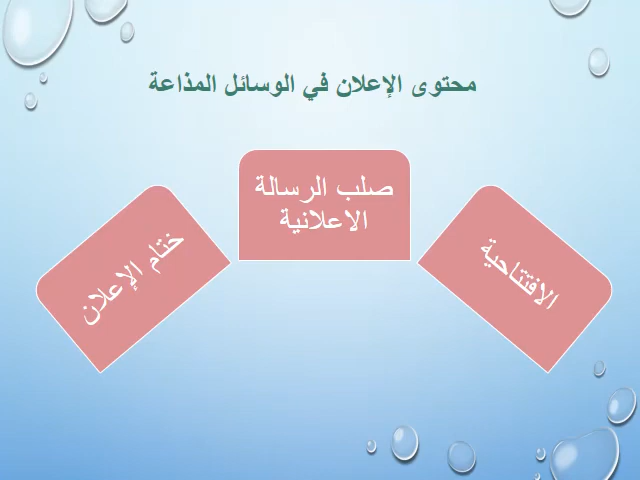 محتوى الإعلان في الوسائل المذاعة
الافتتاحية
صلب الرسالة
الاعلانية
ختام الإعلان